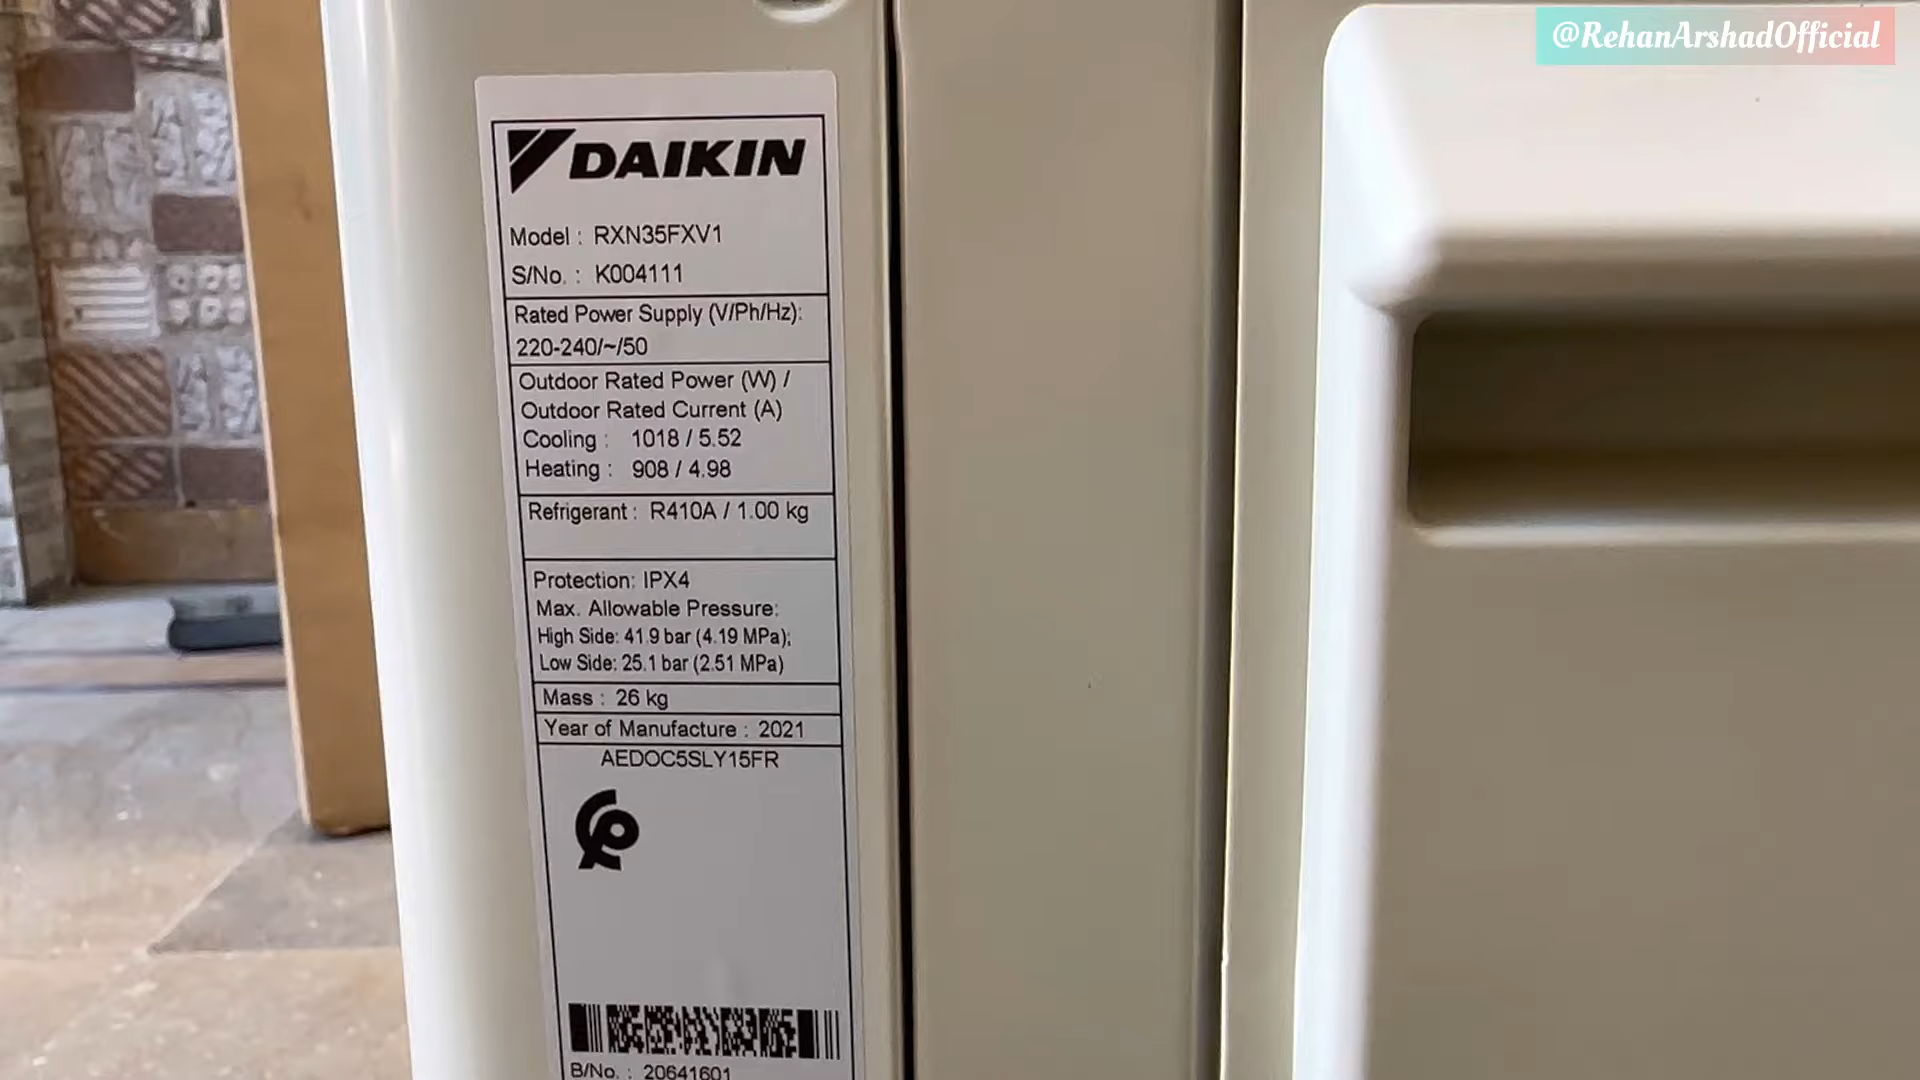 @RehanArshadOfficial
DAIKIN
Model : RXN35FXV1
S/No. : K004111
Rated Power Supply (V/Ph/Hz):
220-240/~/50
Outdoor Rated Power (W) /
Outdoor Rated Current (A)
Cooling : 1018 / 5.52
Heating : 908 / 4.98
Refrigerant : R410A / 1.00 kg
Protection: IPX4
Max. Allowable Pressure:
High Side: 41.9 bar (4.19 MPa);
Low Side: 25.1 bar (2.51 MPa)
Mass : 26 kg
Year of Manufacture : 2021
AEDOC5SLY15FR
B/No. : 20641601